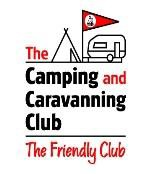 The
Camping and
Caravanning
Club
The Friendly Club